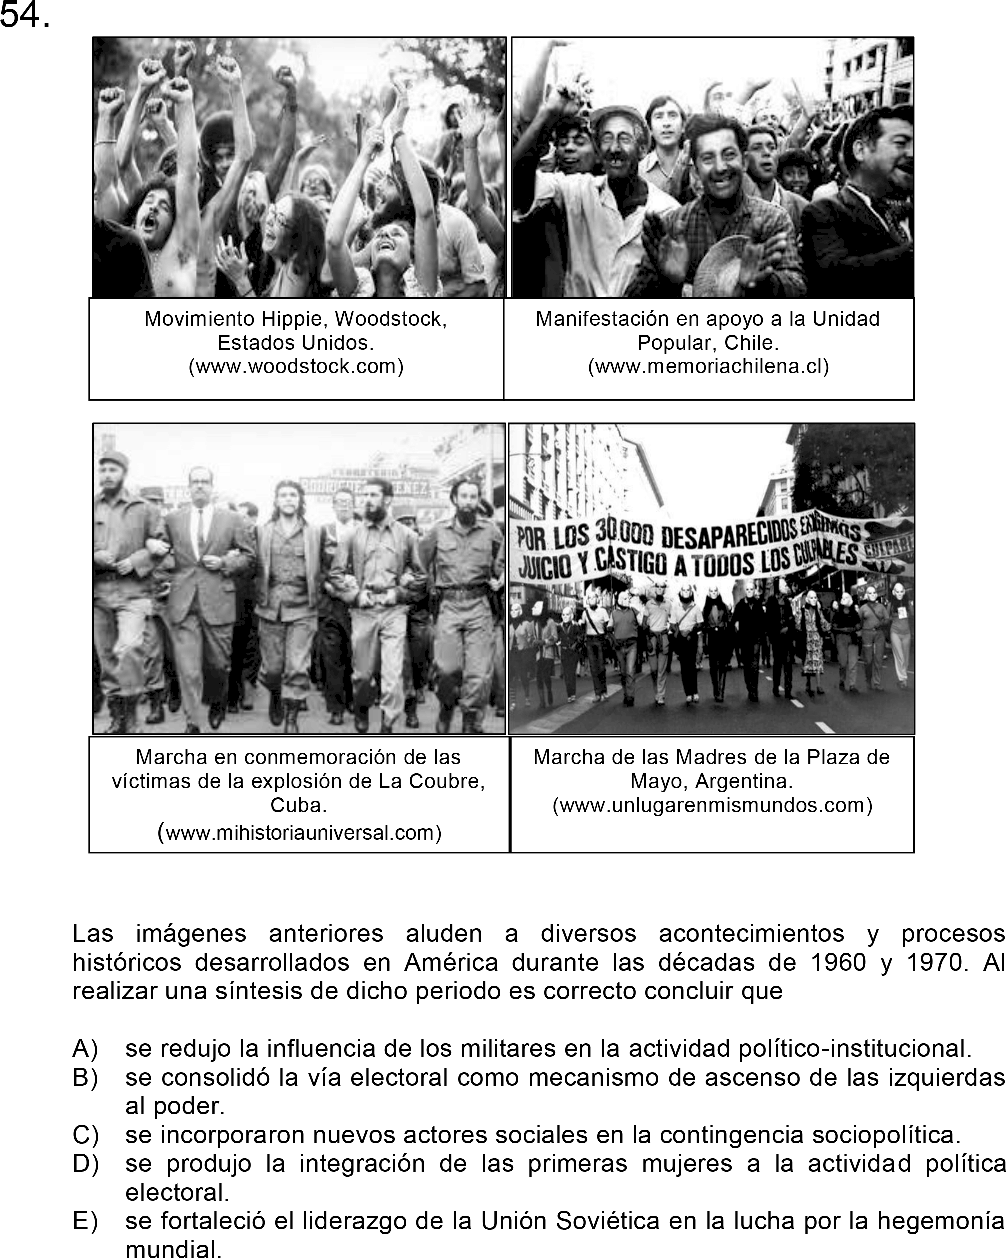 54.
Movimiento Hippie, Woodstock,
Estados Unidos.
(www.woodstock.com)
Manifestación en apoyo a la Unidad
Popular, Chile.
(www.memoriachilena.cl)
POR LOS 30.000 DESAPARECIDOS EXIGIMOS
JUICIO Y CASTIGO A TODOS LOS CULPABLES
Marcha en conmemoración de las
víctimas de la explosión de La Coubre,
Cuba.
(www.mihistoriauniversal.com)
Marcha de las Madres de la Plaza de
Mayo, Argentina.
(www.unlugarenmismundos.com)
Las imágenes anteriores aluden a diversos acontecimientos y procesos
históricos desarrollados en América durante las décadas de 1960 y 1970. Al
realizar una síntesis de dicho periodo es correcto concluir que
A) se redujo la influencia de los militares en la actividad político-institucional.
B) se consolidó la vía electoral como mecanismo de ascenso de las izquierdas
al poder.
C) se incorporaron nuevos actores sociales en la contingencia sociopolítica.
D) se produjo la integración de las primeras mujeres a la actividad política
electoral.
E) se fortaleció el liderazgo de la Unión Soviética en la lucha por la hegemonía
mundial.